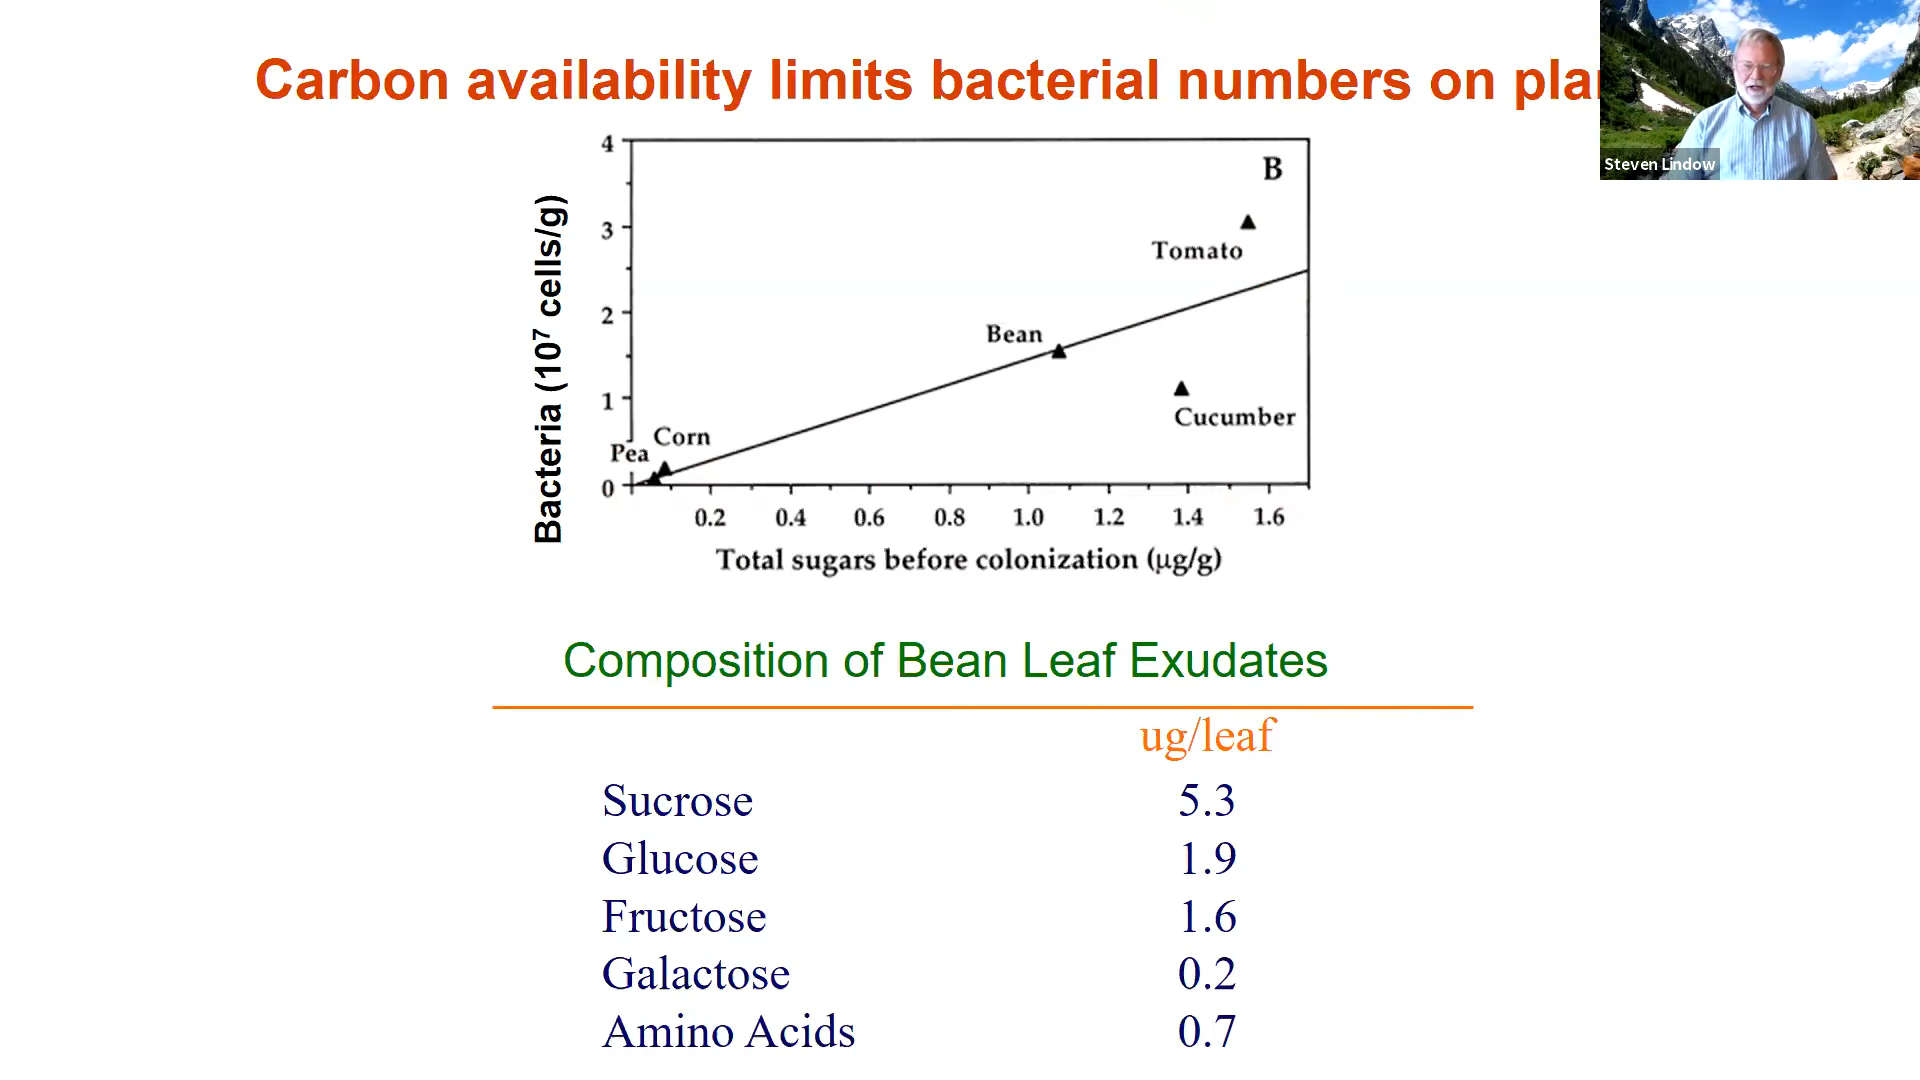 Carbon availability limits bacterial numbers on pla
Steven Lindow
B
Bacteria (10⁷ cells/g)
4
3
2
1
0
Tomato
Bean
Cucumber
Corn
Pea
0.2 0.4 0.6 0.8 1.0 1.2 1.4 1.6
Total sugars before colonization (µg/g)
Composition of Bean Leaf Exudates
ug/leaf
Sucrose 5.3
Glucose 1.9
Fructose 1.6
Galactose 0.2
Amino Acids 0.7